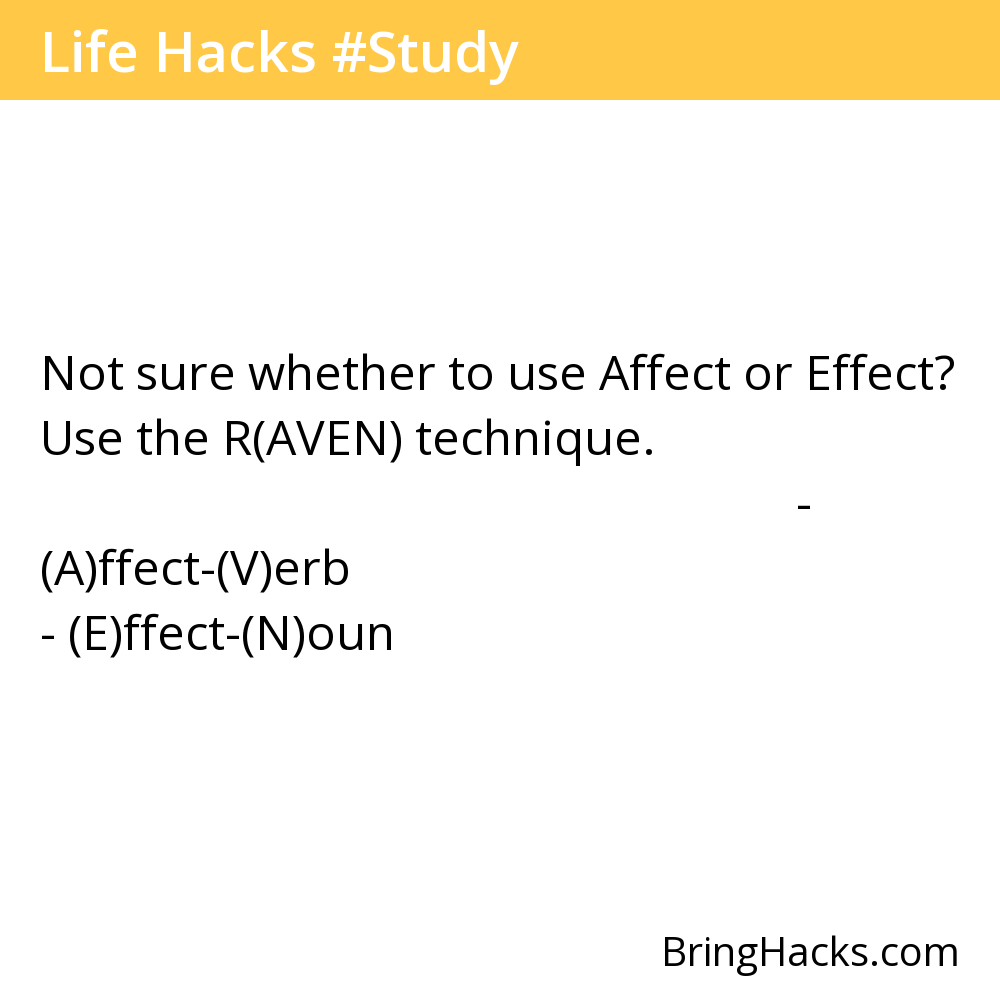 Life Hacks #Study
Not sure whether to use Affect or Effect?
Use the R(AVEN) technique.
-
(A)ffect-(V)erb
- (E)ffect-(N)oun
BringHacks.com